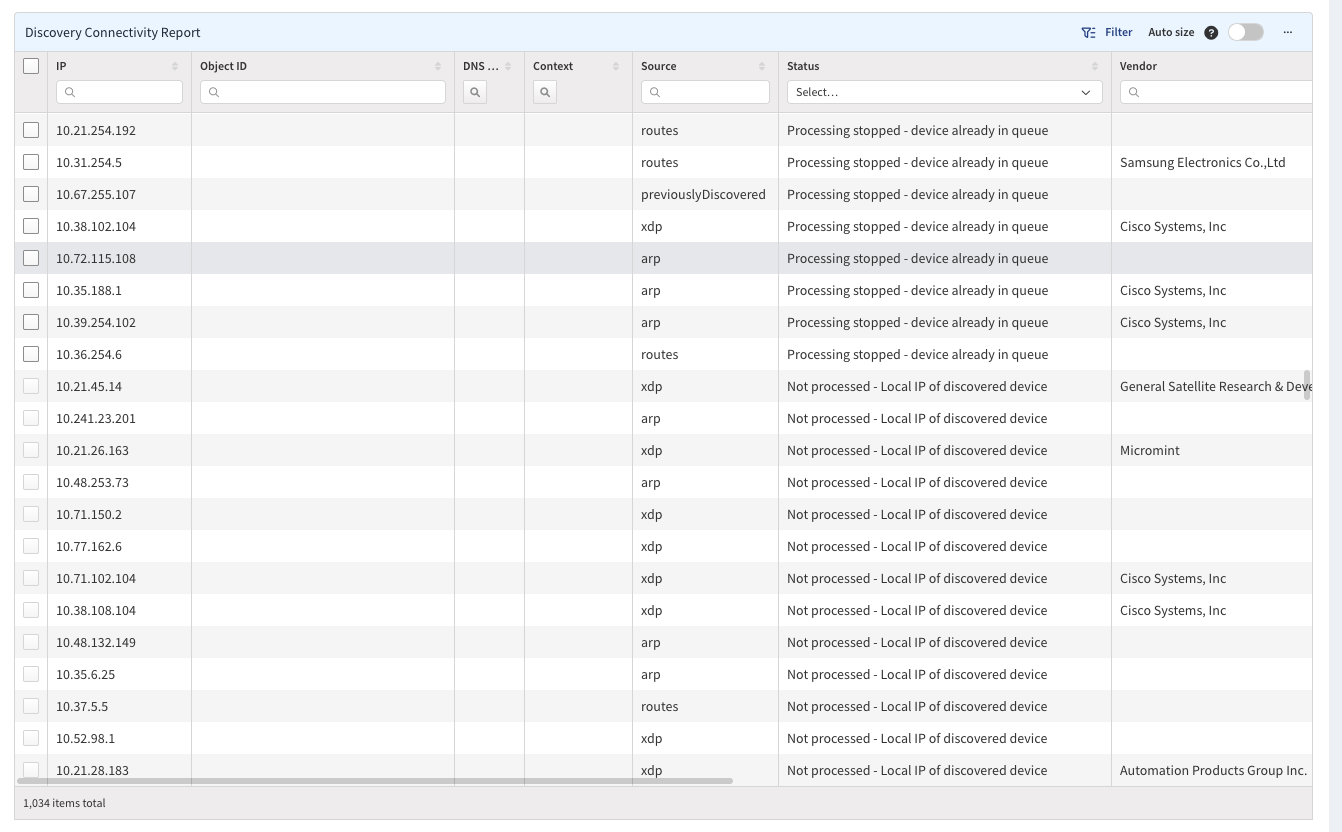 Discovery Connectivity Report Filter Auto size ? ...
IP Object ID DNS ... Context Source Status Vendor
Select...
10.21.254.192 routes Processing stopped - device already in queue
10.31.254.5 routes Processing stopped - device already in queue Samsung Electronics Co.,Ltd
10.67.255.107 previouslyDiscovered Processing stopped - device already in queue
10.38.102.104 xdp Processing stopped - device already in queue Cisco Systems, Inc
10.72.115.108 arp Processing stopped - device already in queue
10.35.188.1 arp Processing stopped - device already in queue Cisco Systems, Inc
10.39.254.102 arp Processing stopped - device already in queue Cisco Systems, Inc
10.36.254.6 routes Processing stopped - device already in queue
10.21.45.14 xdp Not processed - Local IP of discovered device General Satellite Research & Deve
10.241.23.201 arp Not processed - Local IP of discovered device
10.21.26.163 xdp Not processed - Local IP of discovered device Micromint
10.48.253.73 arp Not processed - Local IP of discovered device
10.71.150.2 xdp Not processed - Local IP of discovered device
10.77.162.6 xdp Not processed - Local IP of discovered device
10.71.102.104 xdp Not processed - Local IP of discovered device Cisco Systems, Inc
10.38.108.104 xdp Not processed - Local IP of discovered device Cisco Systems, Inc
10.48.132.149 arp Not processed - Local IP of discovered device
10.35.6.25 arp Not processed - Local IP of discovered device
10.37.5.5 routes Not processed - Local IP of discovered device
10.52.98.1 xdp Not processed - Local IP of discovered device
10.21.28.183 xdp Not processed - Local IP of discovered device Automation Products Group Inc.
1,034 items total